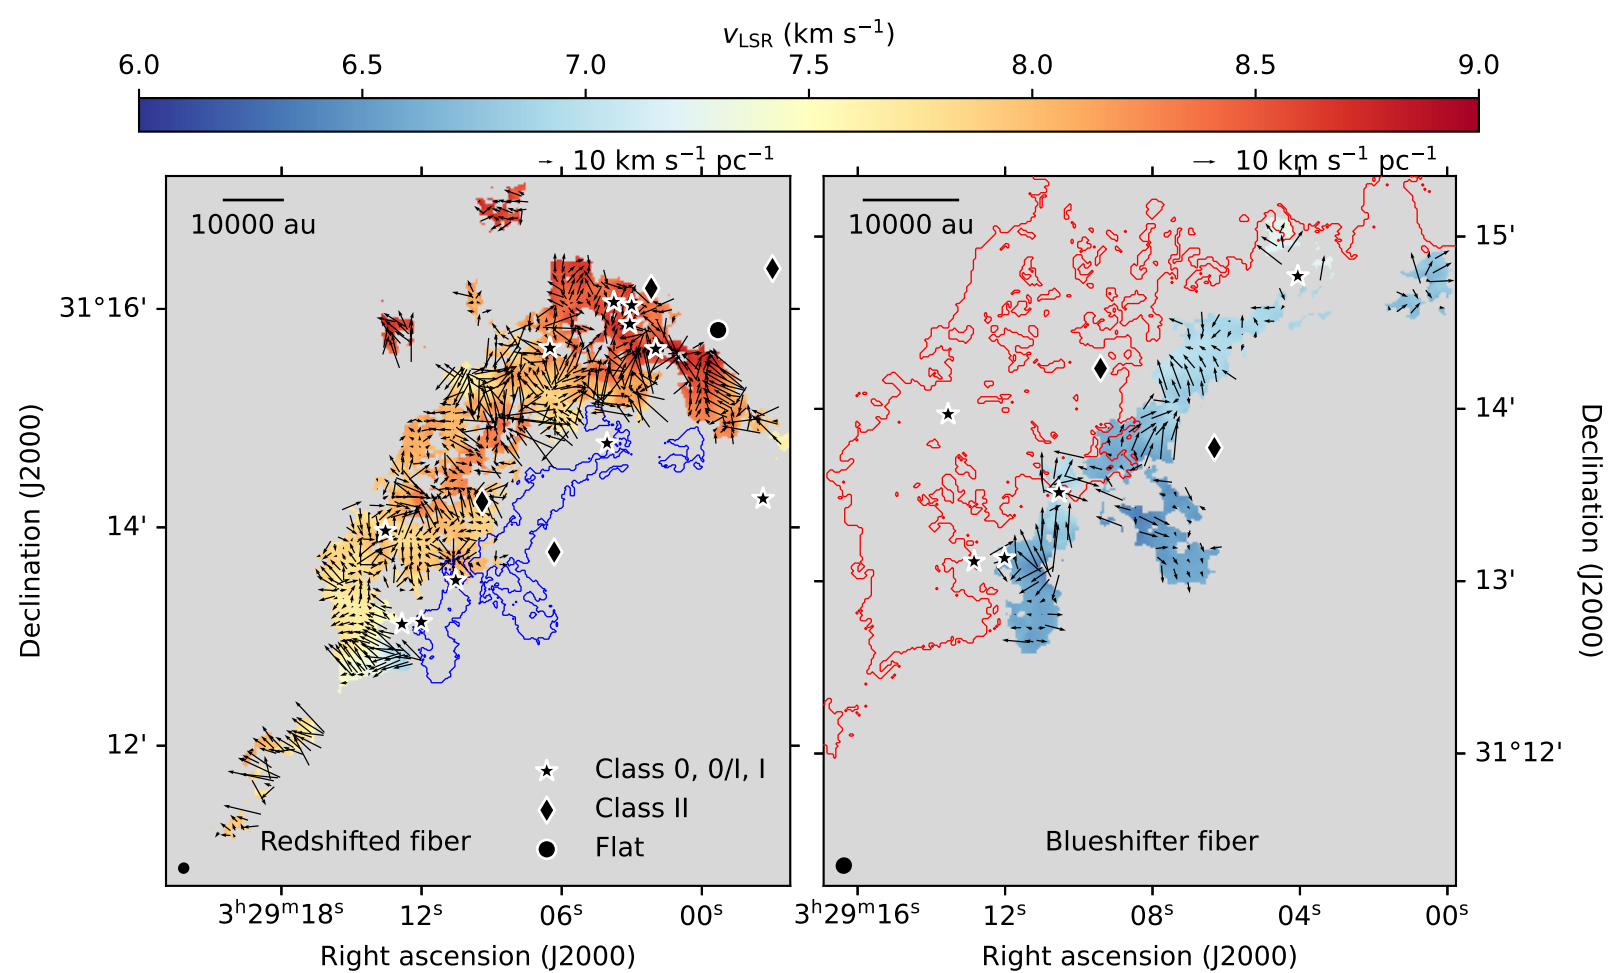 v_LSR (km s⁻¹)
6.0 6.5 7.0 7.5 8.0 8.5 9.0
10 km s⁻¹ pc⁻¹
10 km s⁻¹ pc⁻¹
10000 au
10000 au
31°16'
14'
12'
Declination (J2000)
Class 0, 0/I, I
Class II
Flat
Redshifted fiber
3ʰ29ᵐ18ˢ 12ˢ 06ˢ 00ˢ
Right ascension (J2000)
15'
14'
13'
31°12'
Declination (J2000)
Blueshifter fiber
3ʰ29ᵐ16ˢ 12ˢ 08ˢ 04ˢ 00ˢ
Right ascension (J2000)